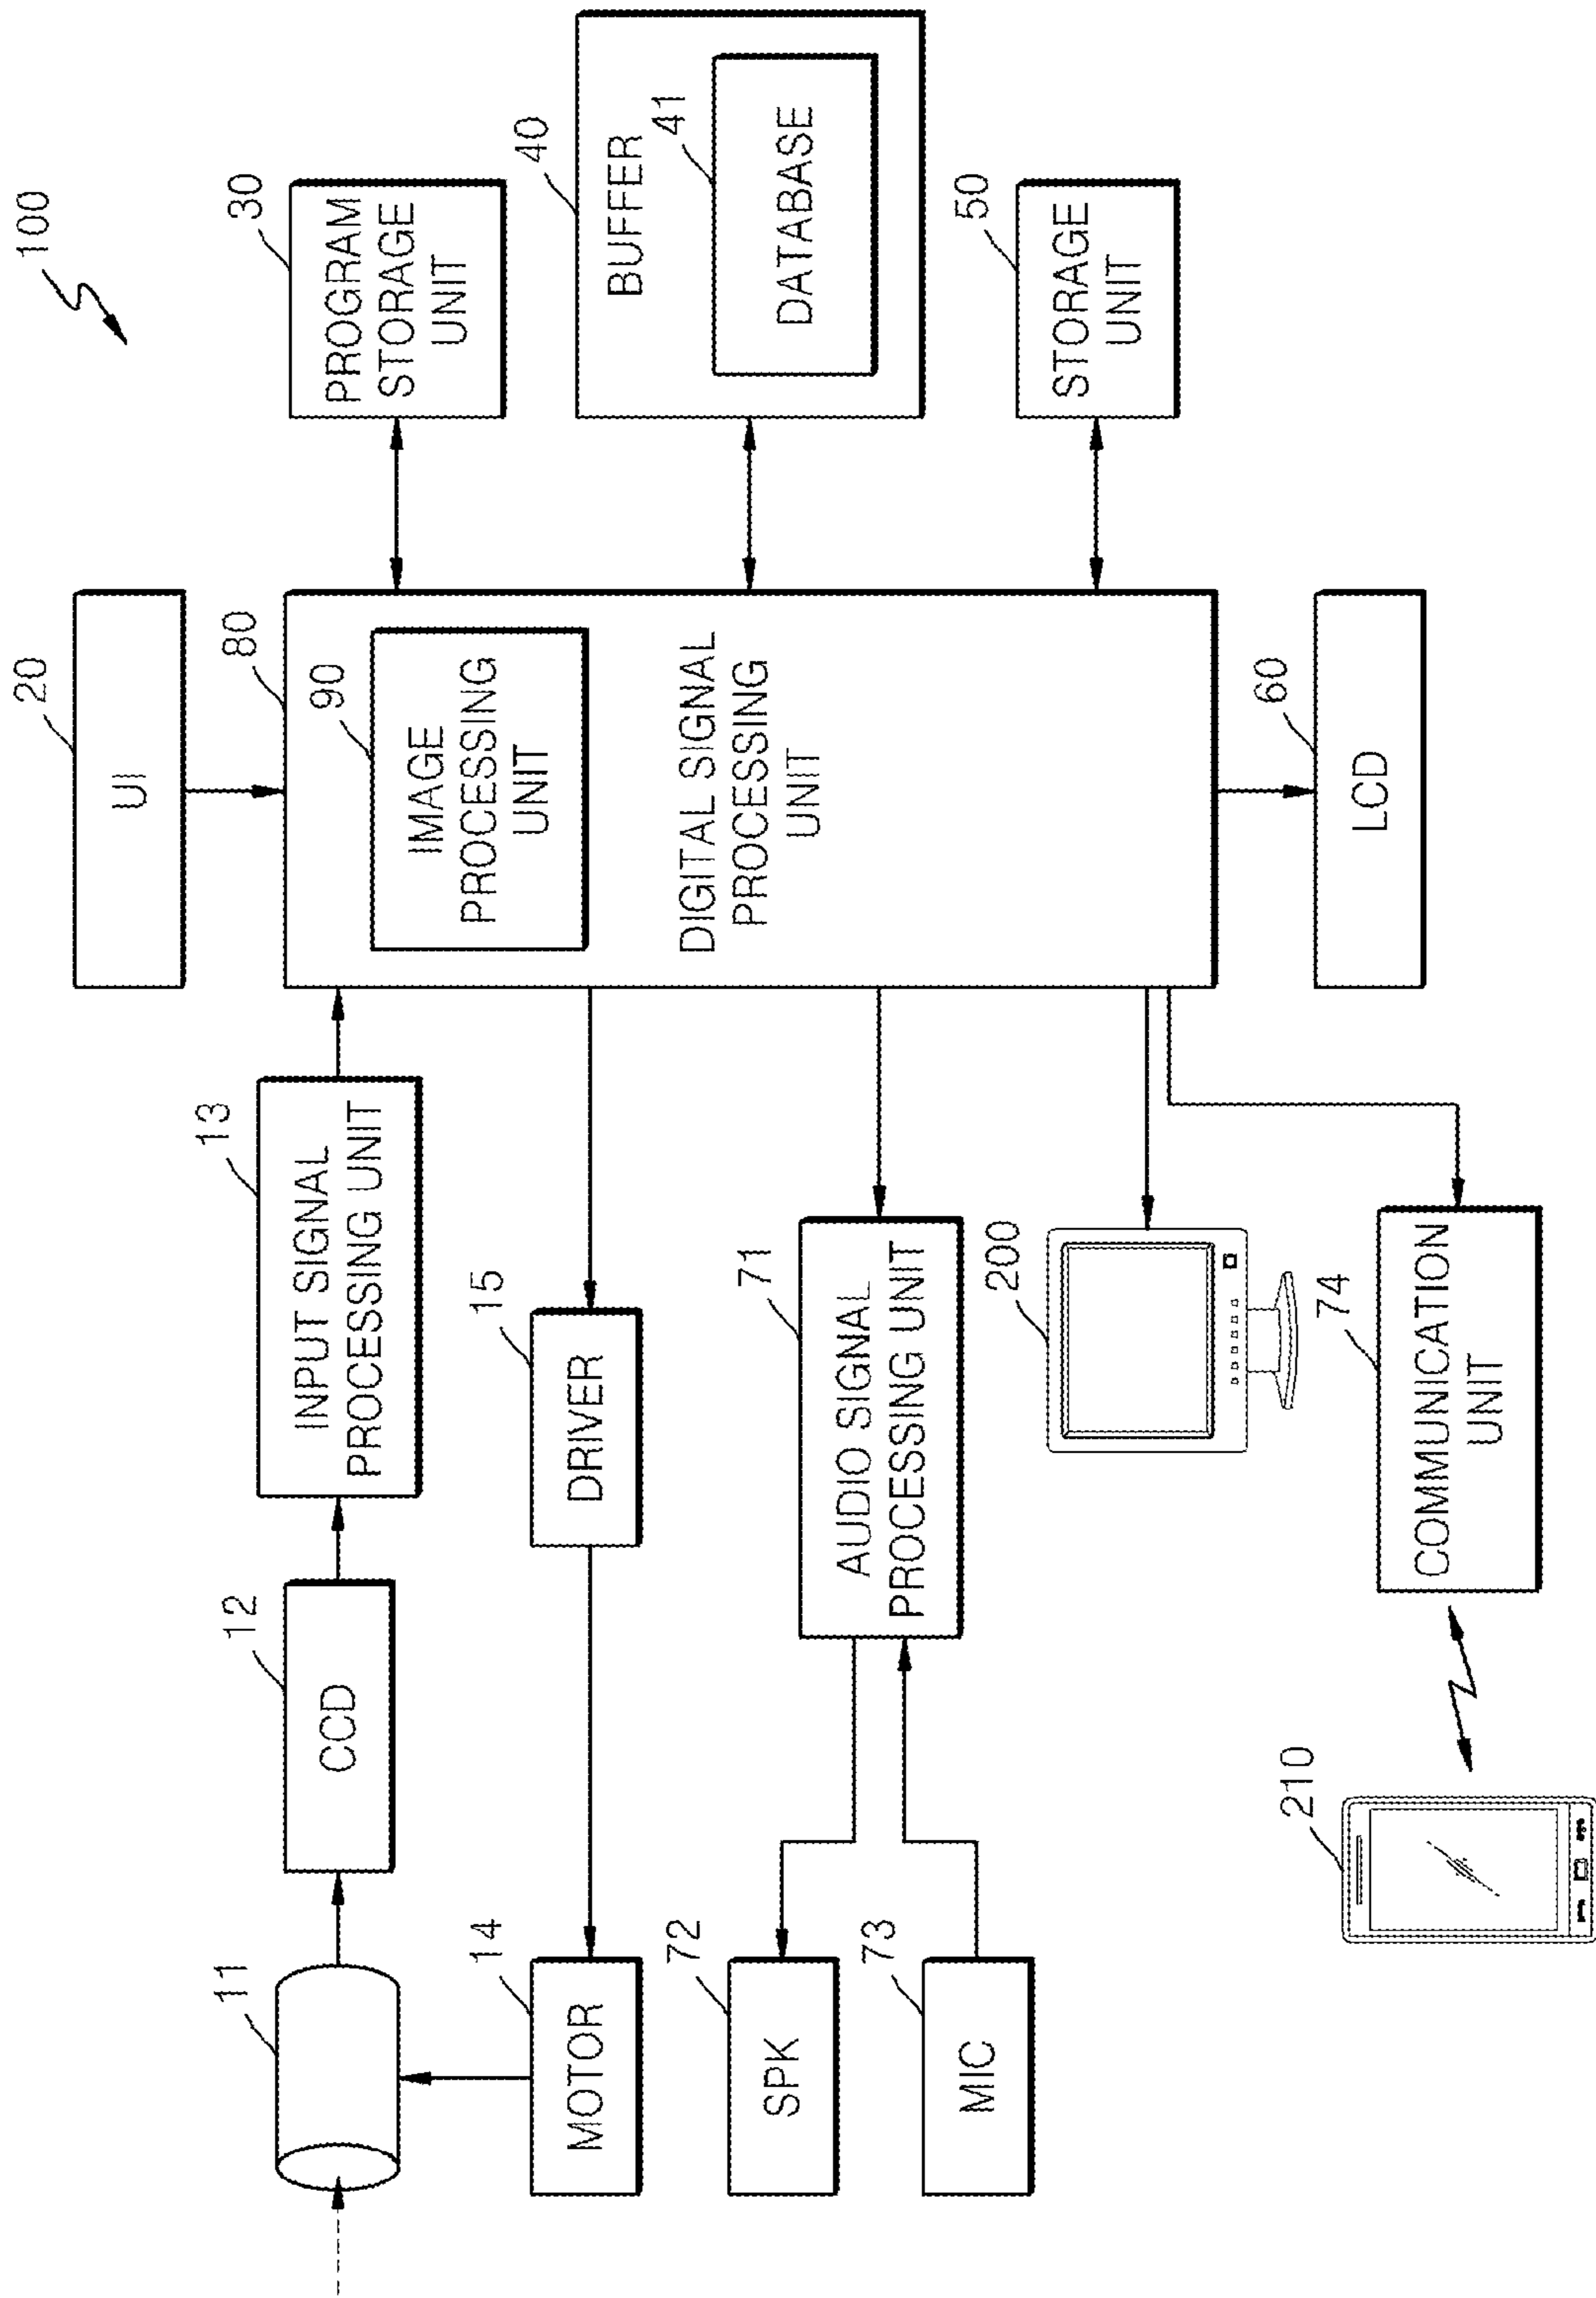 100
20
UI
11
12
CCD
13
INPUT SIGNAL
PROCESSING UNIT
80
90
IMAGE
PROCESSING
UNIT
DIGITAL SIGNAL
PROCESSING
UNIT
30
PROGRAM
STORAGE
UNIT
14
MOTOR
15
DRIVER
40
BUFFER
41
DATABASE
72
SPK
73
MIC
71
AUDIO SIGNAL
PROCESSING UNIT
50
STORAGE
UNIT
200
210
74
COMMUNICATION
UNIT
60
LCD